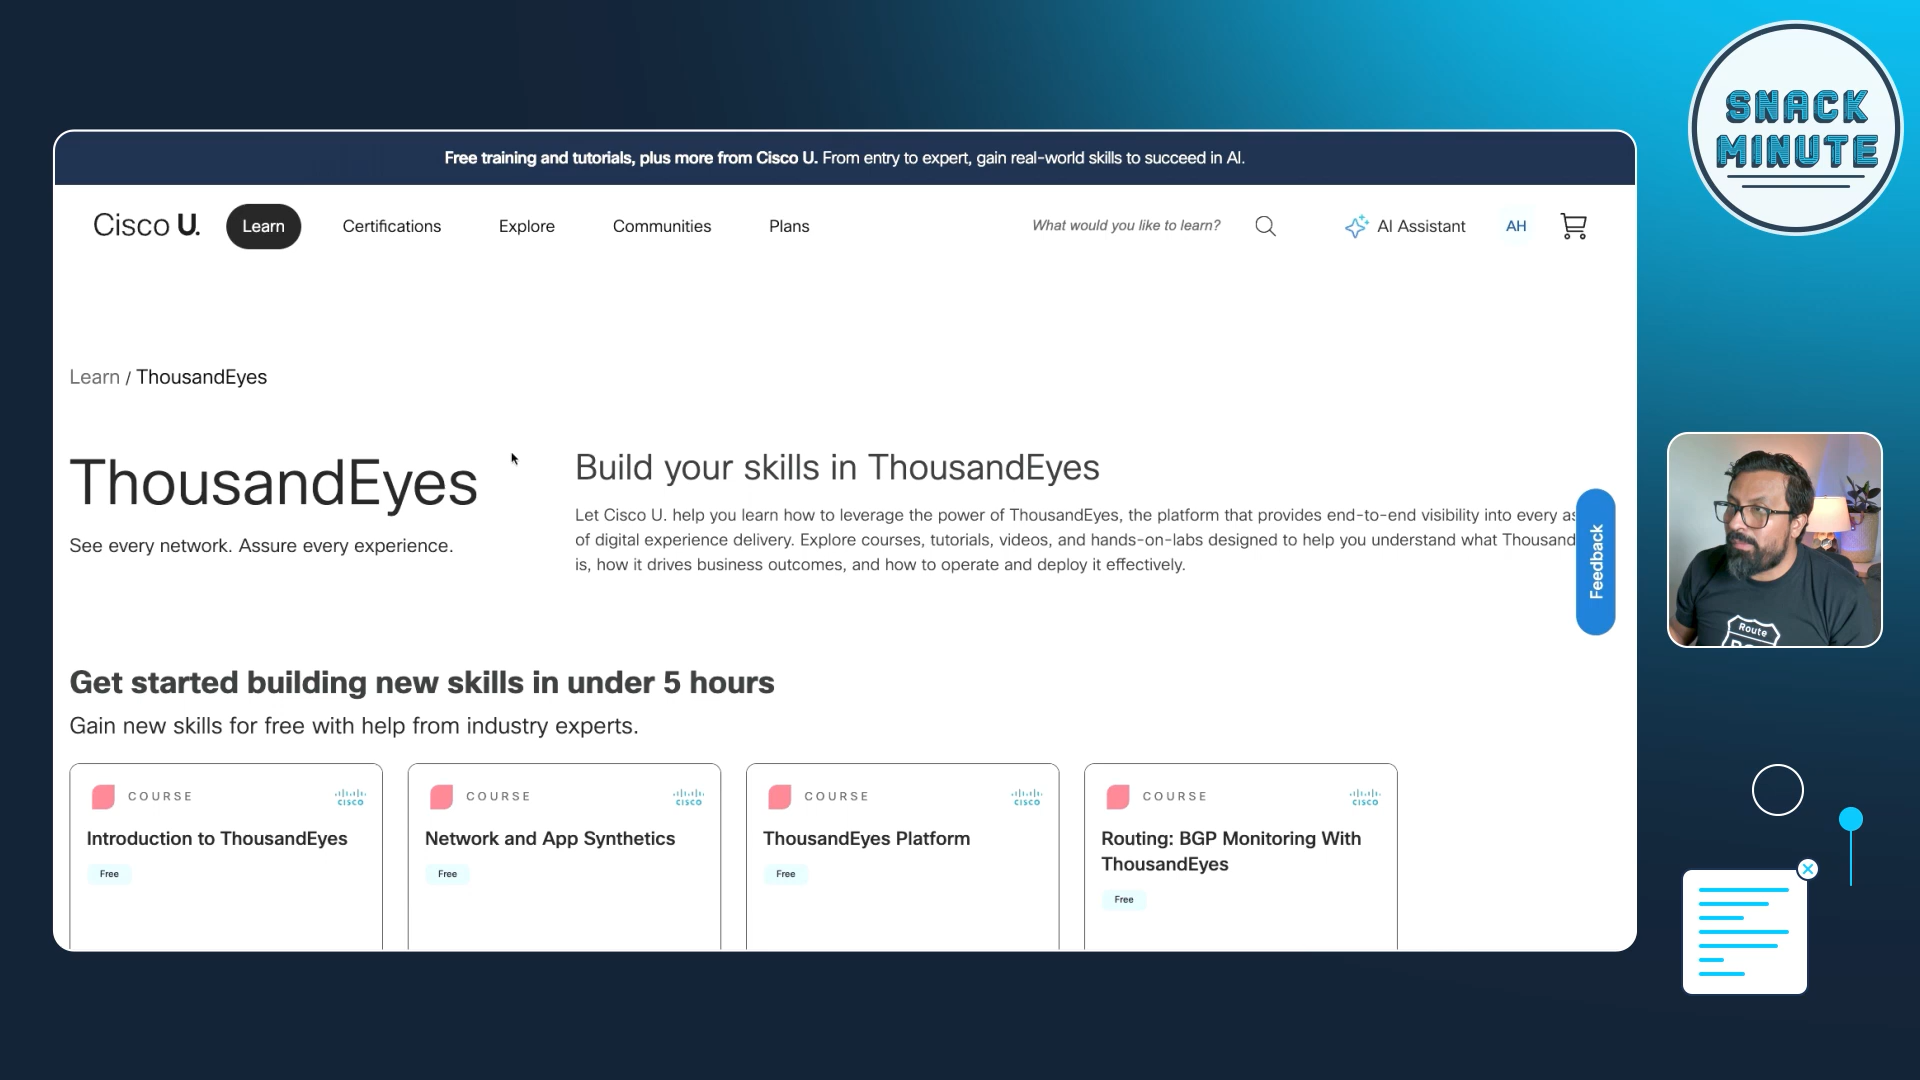 SNACK
MINUTE
Free training and tutorials, plus more from Cisco U. From entry to expert, gain real-world skills to succeed in AI.
Cisco U.
Learn
Certifications
Explore
Communities
Plans
What would you like to learn?
AI Assistant
AH
Learn / ThousandEyes
ThousandEyes
See every network. Assure every experience.
Build your skills in ThousandEyes
Let Cisco U. help you learn how to leverage the power of ThousandEyes, the platform that provides end-to-end visibility into every as
of digital experience delivery. Explore courses, tutorials, videos, and hands-on-labs designed to help you understand what Thousand
is, how it drives business outcomes, and how to operate and deploy it effectively.
Feedback
Route
Get started building new skills in under 5 hours
Gain new skills for free with help from industry experts.
COURSE
CISCO
Introduction to ThousandEyes
Free
COURSE
CISCO
Network and App Synthetics
Free
COURSE
CISCO
ThousandEyes Platform
Free
COURSE
CISCO
Routing: BGP Monitoring With
ThousandEyes
Free